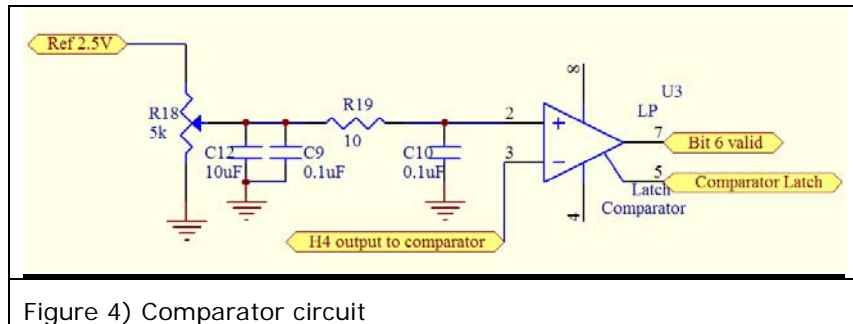 Ref 2.5V
R18
5k
C12
10uF
C9
0.1uF
R19
10
C10
0.1uF
2
3
+
−
8
4
U3
LP
7
Bit 6 valid
5
Comparator Latch
Latch
Comparator
H4 output to comparator
Figure 4) Comparator circuit